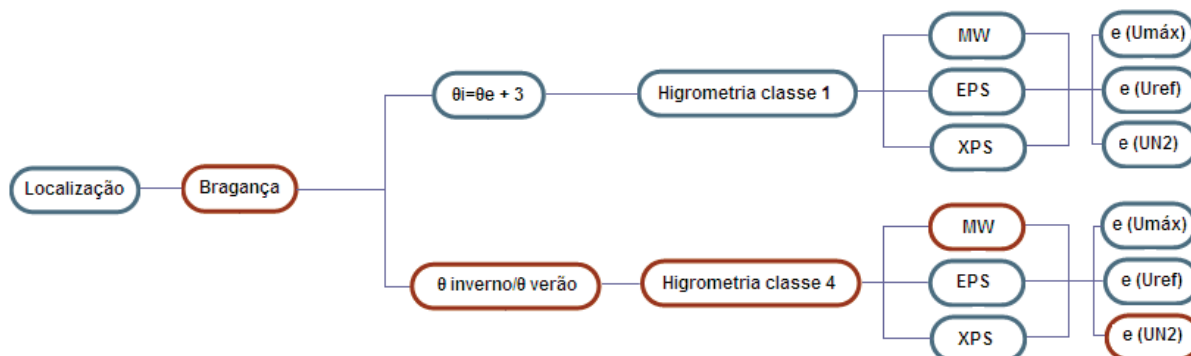 Localização
Bragança
θi=θe + 3
Higrometria classe 1
MW
EPS
XPS
e (Umáx)
e (Uref)
e (UN2)
θ inverno/θ verão
Higrometria classe 4
MW
EPS
XPS
e (Umáx)
e (Uref)
e (UN2)